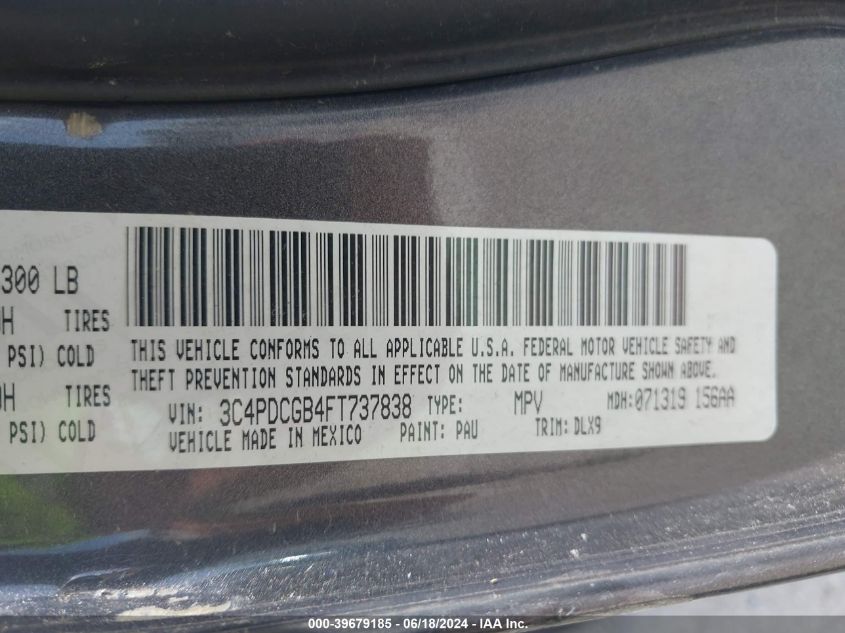 300 LB
H TIRES
PSI) COLD
0H TIRES
PSI) COLD
THIS VEHICLE CONFORMS TO ALL APPLICABLE U.S.A. FEDERAL MOTOR VEHICLE SAFETY AND
THEFT PREVENTION STANDARDS IN EFFECT ON THE DATE OF MANUFACTURE SHOWN ABOVE.
VIN: 3C4PDCGB4FT737838 TYPE: MPV MDH: 071319 156AA
VEHICLE MADE IN MEXICO PAINT: PAU TRIM: DLX9
000-39679185 - 06/18/2024 - IAA Inc.